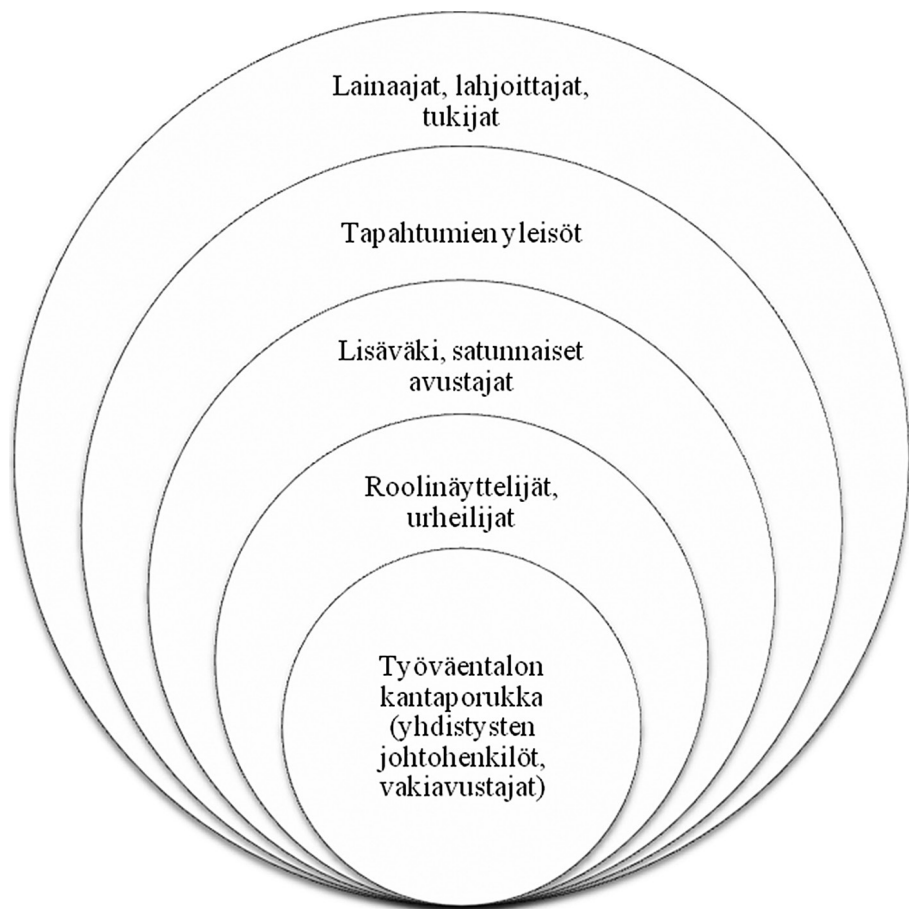 Lainaajat, lahjoittajat,
tukijat
Tapahtumien yleisöt
Lisäväki, satunnaiset
avustajat
Roolinäyttelijät,
urheilijat
Työväentalon
kantaporukka
(yhdistysten
johtohenkilöt,
vakiavustajat)